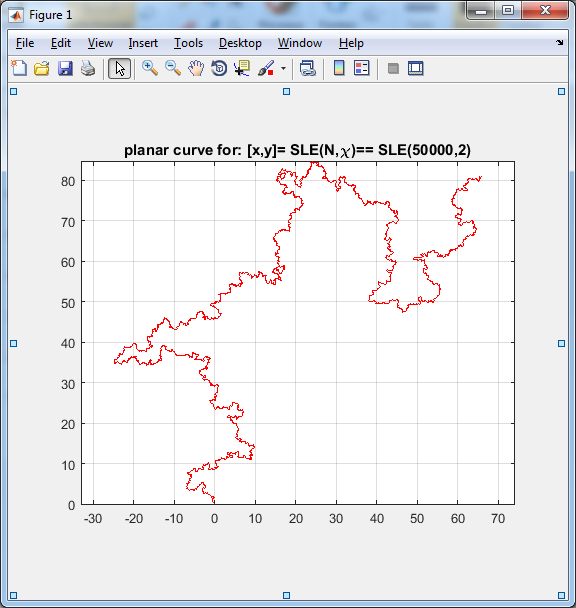 Figure 1
File Edit View Insert Tools Desktop Window Help
planar curve for: [x,y]= SLE(N,χ)== SLE(50000,2)
80
70
60
50
40
30
20
10
0
-30 -20 -10 0 10 20 30 40 50 60 70